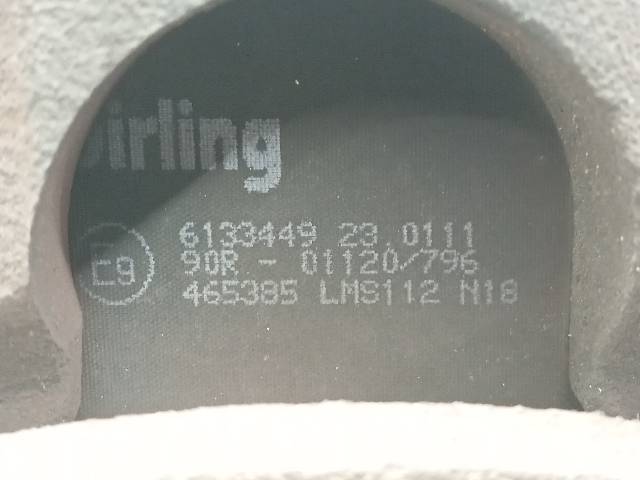 irling
6133449 23.0111
E9
90R - 01120/796
465385 LMS112 N18